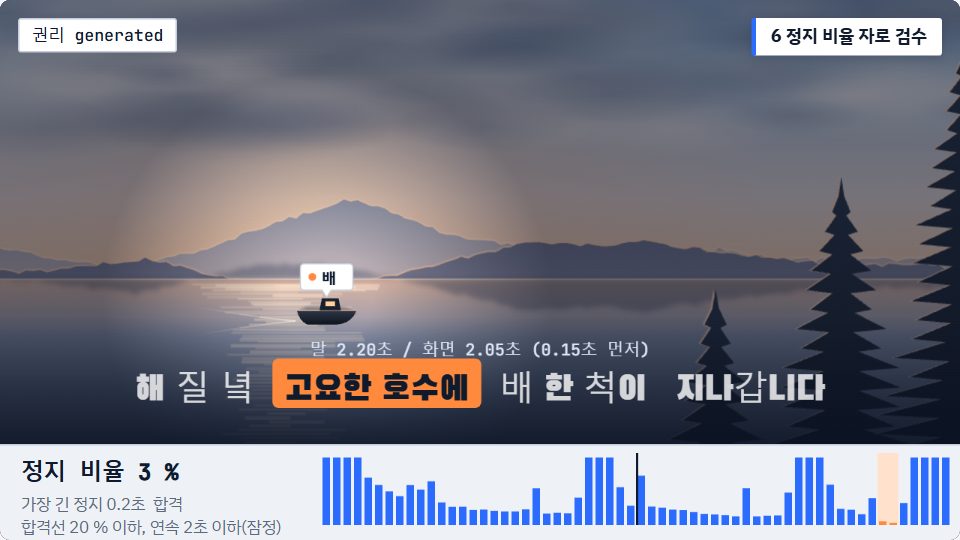 권리 generated
6 정지 비율 자로 검수
배
말 2.20초 / 화면 2.05초 (0.15초 먼저)
해 질 녘 고요한 호수에 배 한 척이 지나갑니다
정지 비율 3 %
가장 긴 정지 0.2초 합격
합격선 20 % 이하, 연속 2초 이하(잠정)